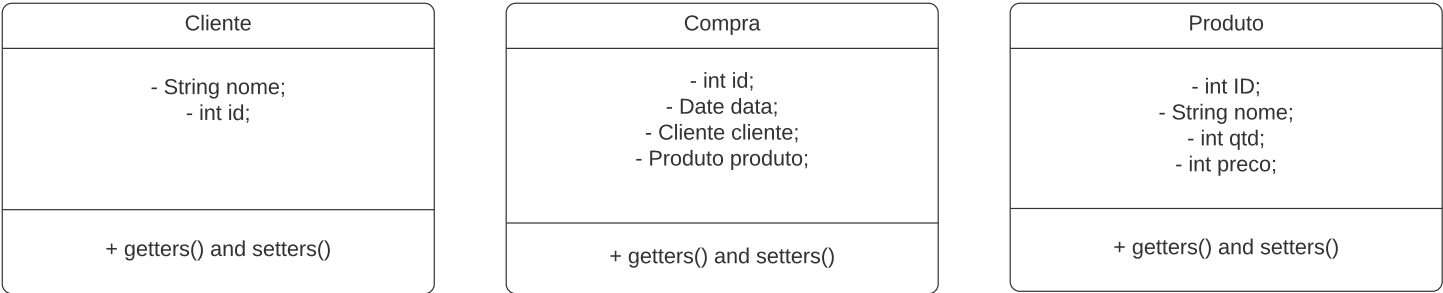 Cliente
- String nome;
- int id;
+ getters() and setters()
Compra
- int id;
- Date data;
- Cliente cliente;
- Produto produto;
+ getters() and setters()
Produto
- int ID;
- String nome;
- int qtd;
- int preco;
+ getters() and setters()